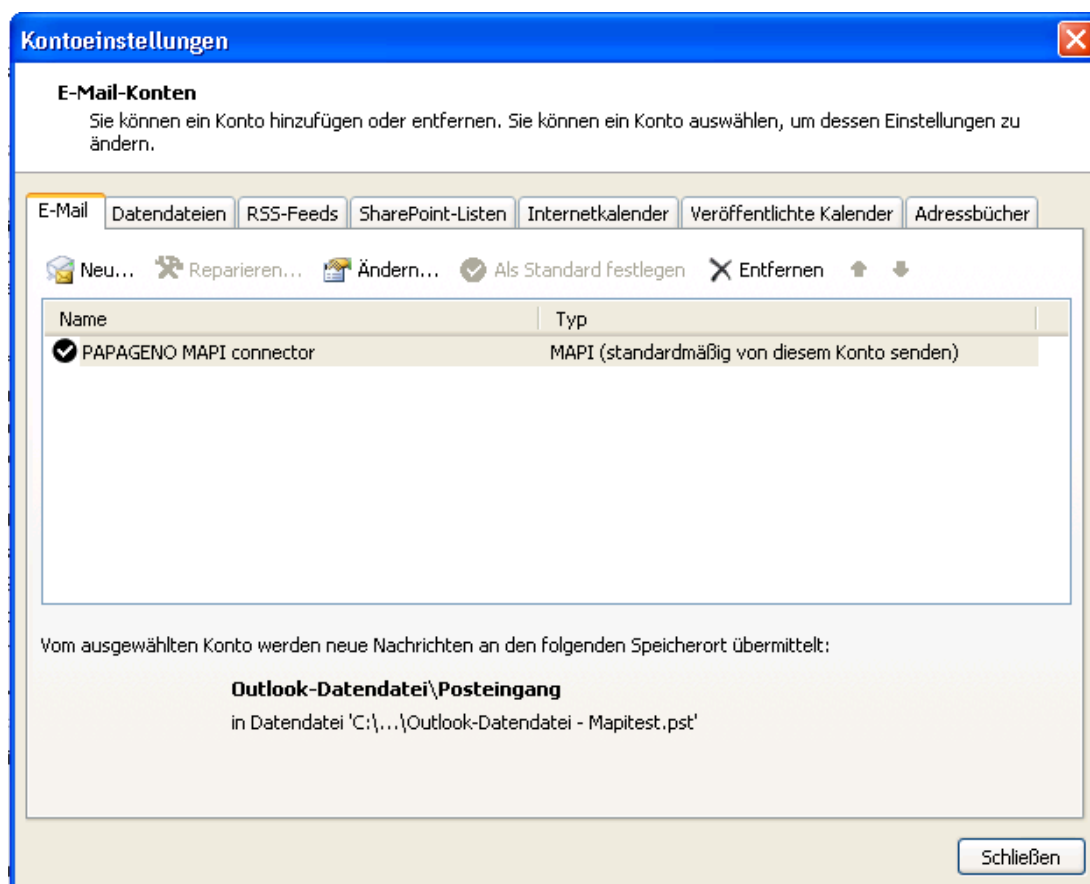 Kontoeinstellungen
E-Mail-Konten
Sie können ein Konto hinzufügen oder entfernen. Sie können ein Konto auswählen, um dessen Einstellungen zu
ändern.
E-Mail Datendateien RSS-Feeds SharePoint-Listen Internetkalender Veröffentlichte Kalender Adressbücher
Neu... Reparieren... Ändern... Als Standard festlegen Entfernen
Name Typ
PAPAGENO MAPI connector MAPI (standardmäßig von diesem Konto senden)
Vom ausgewählten Konto werden neue Nachrichten an den folgenden Speicherort übermittelt:
Outlook-Datendatei\Posteingang
in Datendatei 'C:\...\Outlook-Datendatei - Mapitest.pst'
Schließen